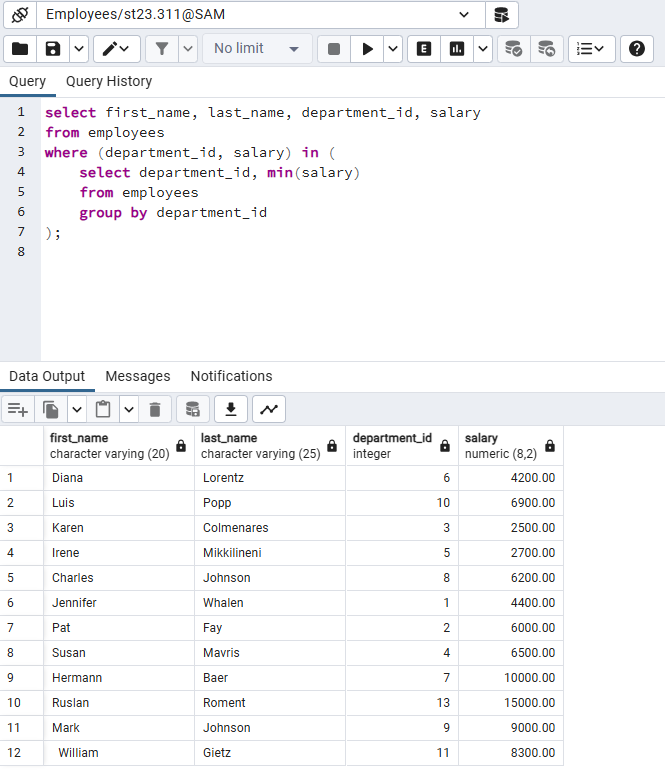 Employees/st23.311@SAM
No limit
E
Query Query History
1 select first_name, last_name, department_id, salary
2 from employees
3 where (department_id, salary) in (
4 select department_id, min(salary)
5 from employees
6 group by department_id
7 );
8
Data Output Messages Notifications
first_name last_name department_id salary
character varying (20) character varying (25) integer numeric (8,2)
1 Diana Lorentz 6 4200.00
2 Luis Popp 10 6900.00
3 Karen Colmenares 3 2500.00
4 Irene Mikkilineni 5 2700.00
5 Charles Johnson 8 6200.00
6 Jennifer Whalen 1 4400.00
7 Pat Fay 2 6000.00
8 Susan Mavris 4 6500.00
9 Hermann Baer 7 10000.00
10 Ruslan Roment 13 15000.00
11 Mark Johnson 9 9000.00
12 William Gietz 11 8300.00